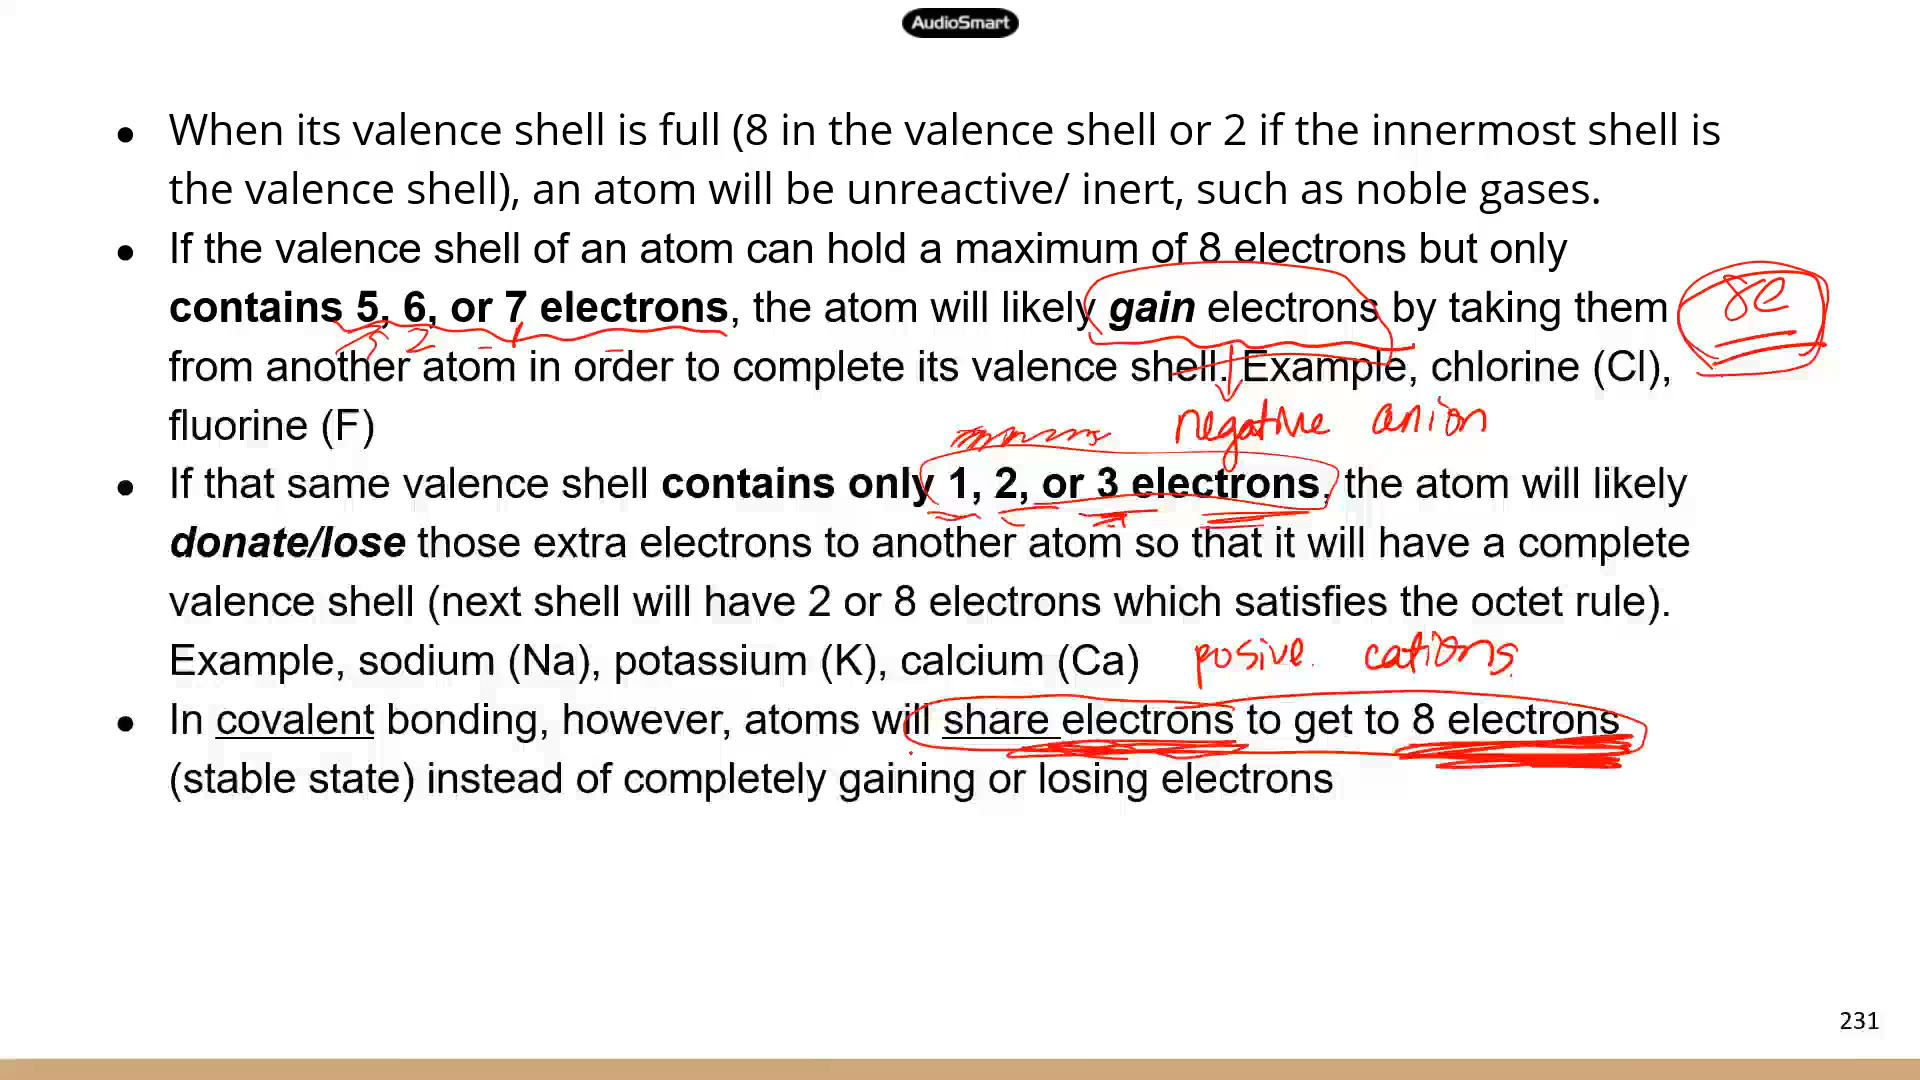 AudioSmart
● When its valence shell is full (8 in the valence shell or 2 if the innermost shell is
the valence shell), an atom will be unreactive/ inert, such as noble gases.
● If the valence shell of an atom can hold a maximum of 8 electrons but only
contains 5, 6, or 7 electrons, the atom will likely gain electrons by taking them
8e
3 2 1
from another atom in order to complete its valence shell. Example, chlorine (Cl),
fluorine (F)
negative anion
● If that same valence shell contains only 1, 2, or 3 electrons, the atom will likely
donate/lose those extra electrons to another atom so that it will have a complete
valence shell (next shell will have 2 or 8 electrons which satisfies the octet rule).
Example, sodium (Na), potassium (K), calcium (Ca) posive cations
● In covalent bonding, however, atoms will share electrons to get to 8 electrons
(stable state) instead of completely gaining or losing electrons
231